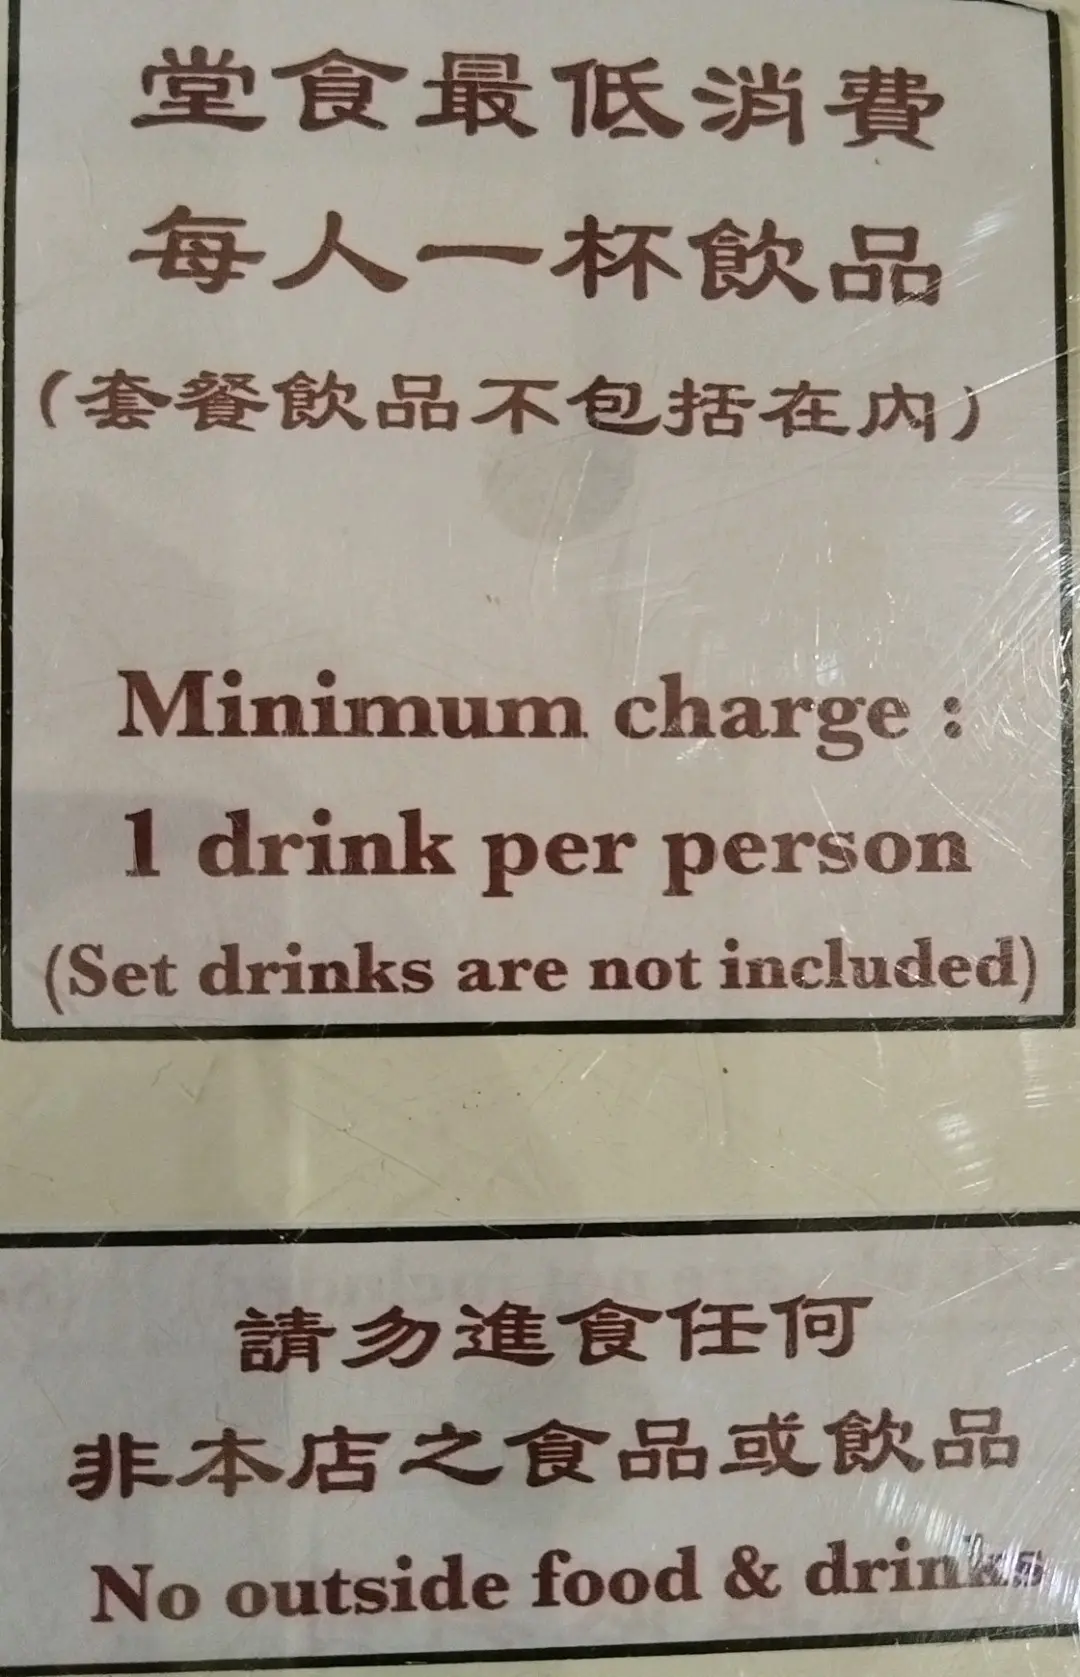 堂食最低消費
每人一杯飲品
(套餐飲品不包括在內)
Minimum charge :
1 drink per person
(Set drinks are not included)
請勿進食任何
非本店之食品或飲品
No outside food & drinks